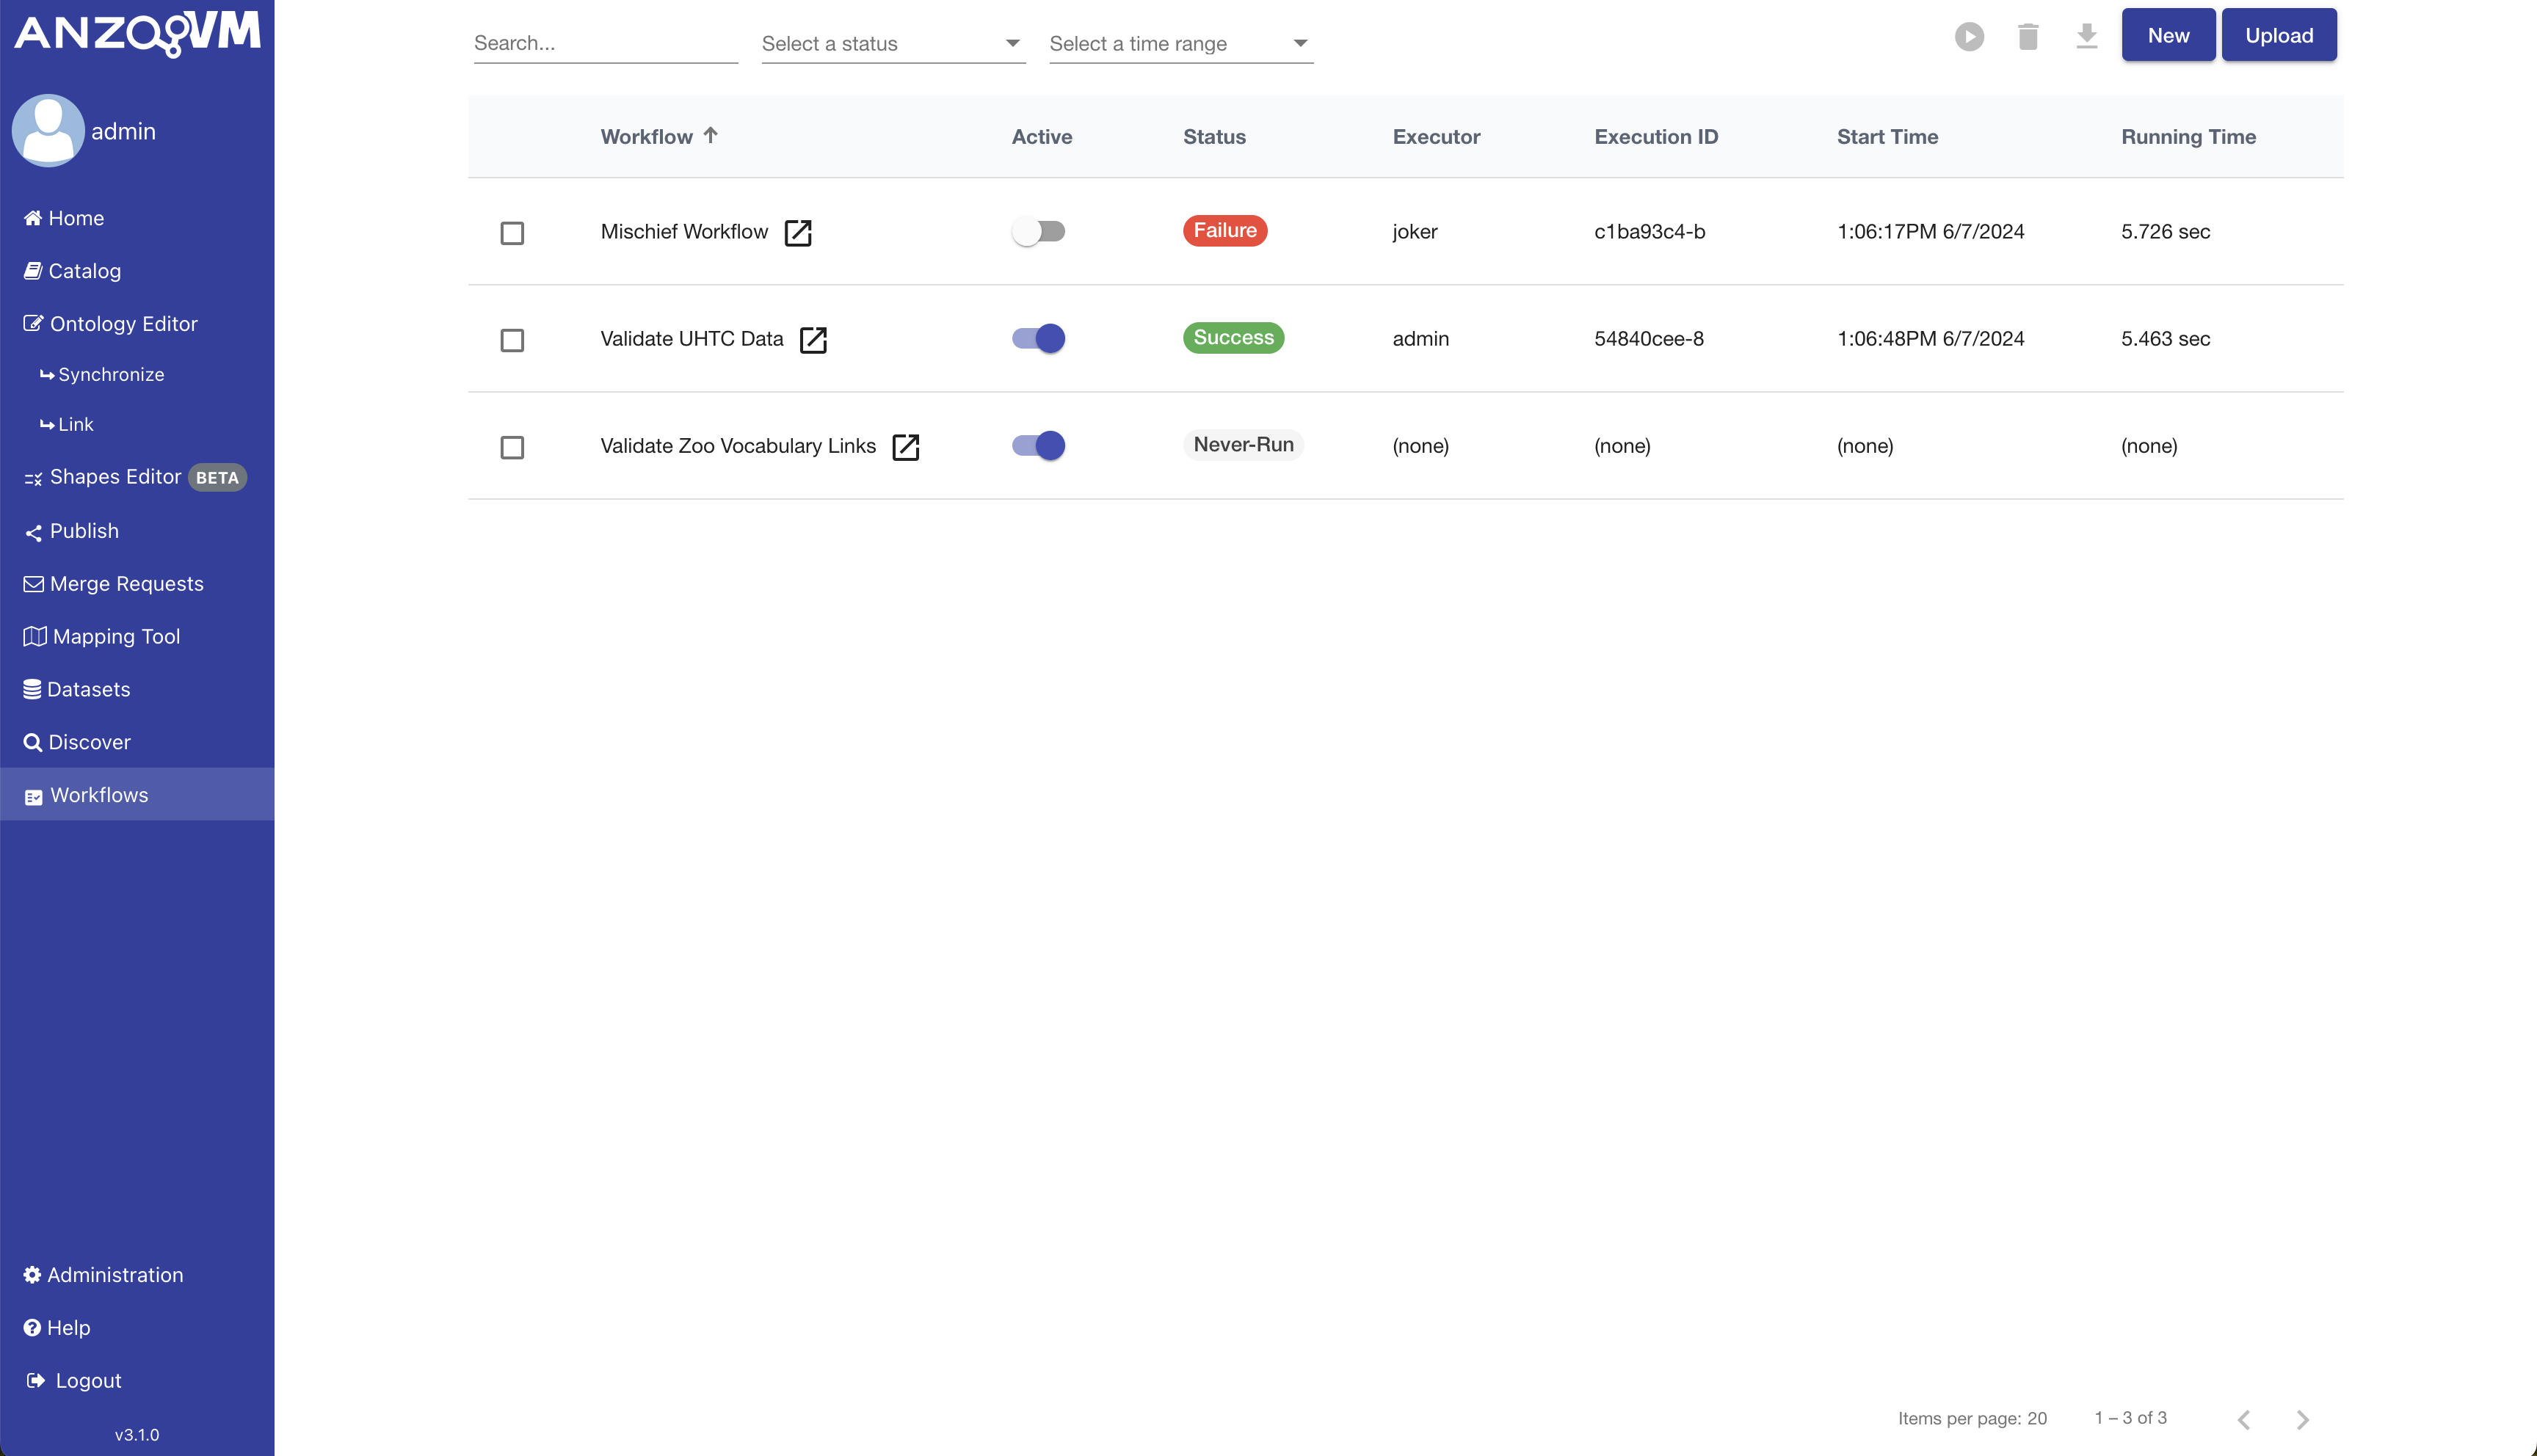 ANZOVM
admin
Home
Catalog
Ontology Editor
Synchronize
Link
Shapes Editor BETA
Publish
Merge Requests
Mapping Tool
Datasets
Discover
Workflows
Administration
Help
Logout
v3.1.0
Search... Select a status Select a time range New Upload
Workflow Active Status Executor Execution ID Start Time Running Time
Mischief Workflow Failure joker c1ba93c4-b 1:06:17PM 6/7/2024 5.726 sec
Validate UHTC Data Success admin 54840cee-8 1:06:48PM 6/7/2024 5.463 sec
Validate Zoo Vocabulary Links Never-Run (none) (none) (none) (none)
Items per page: 20 1 – 3 of 3